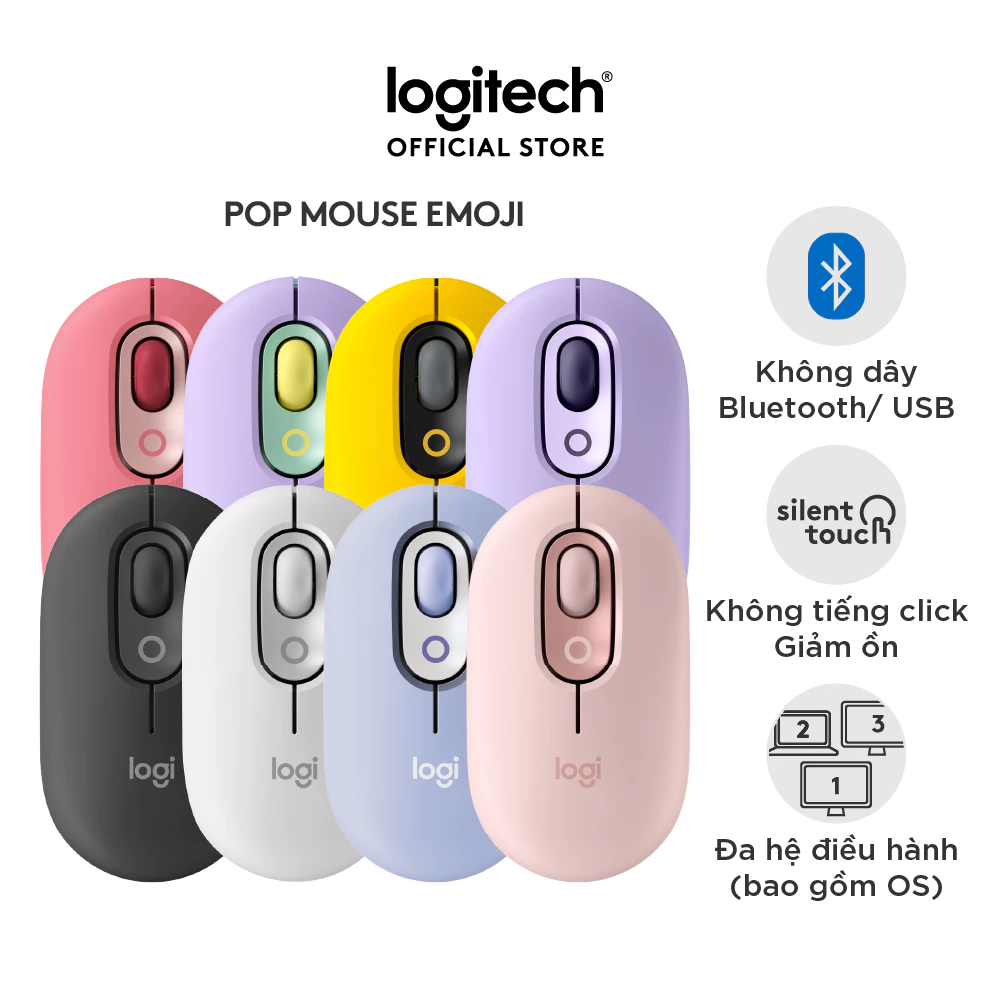 logitech®
OFFICIAL STORE
POP MOUSE EMOJI
Không dây
Bluetooth/ USB
silent
touch
Không tiếng click
Giảm ồn
2
3
1
Đa hệ điều hành
(bao gồm OS)
logi
logi
logi
logi